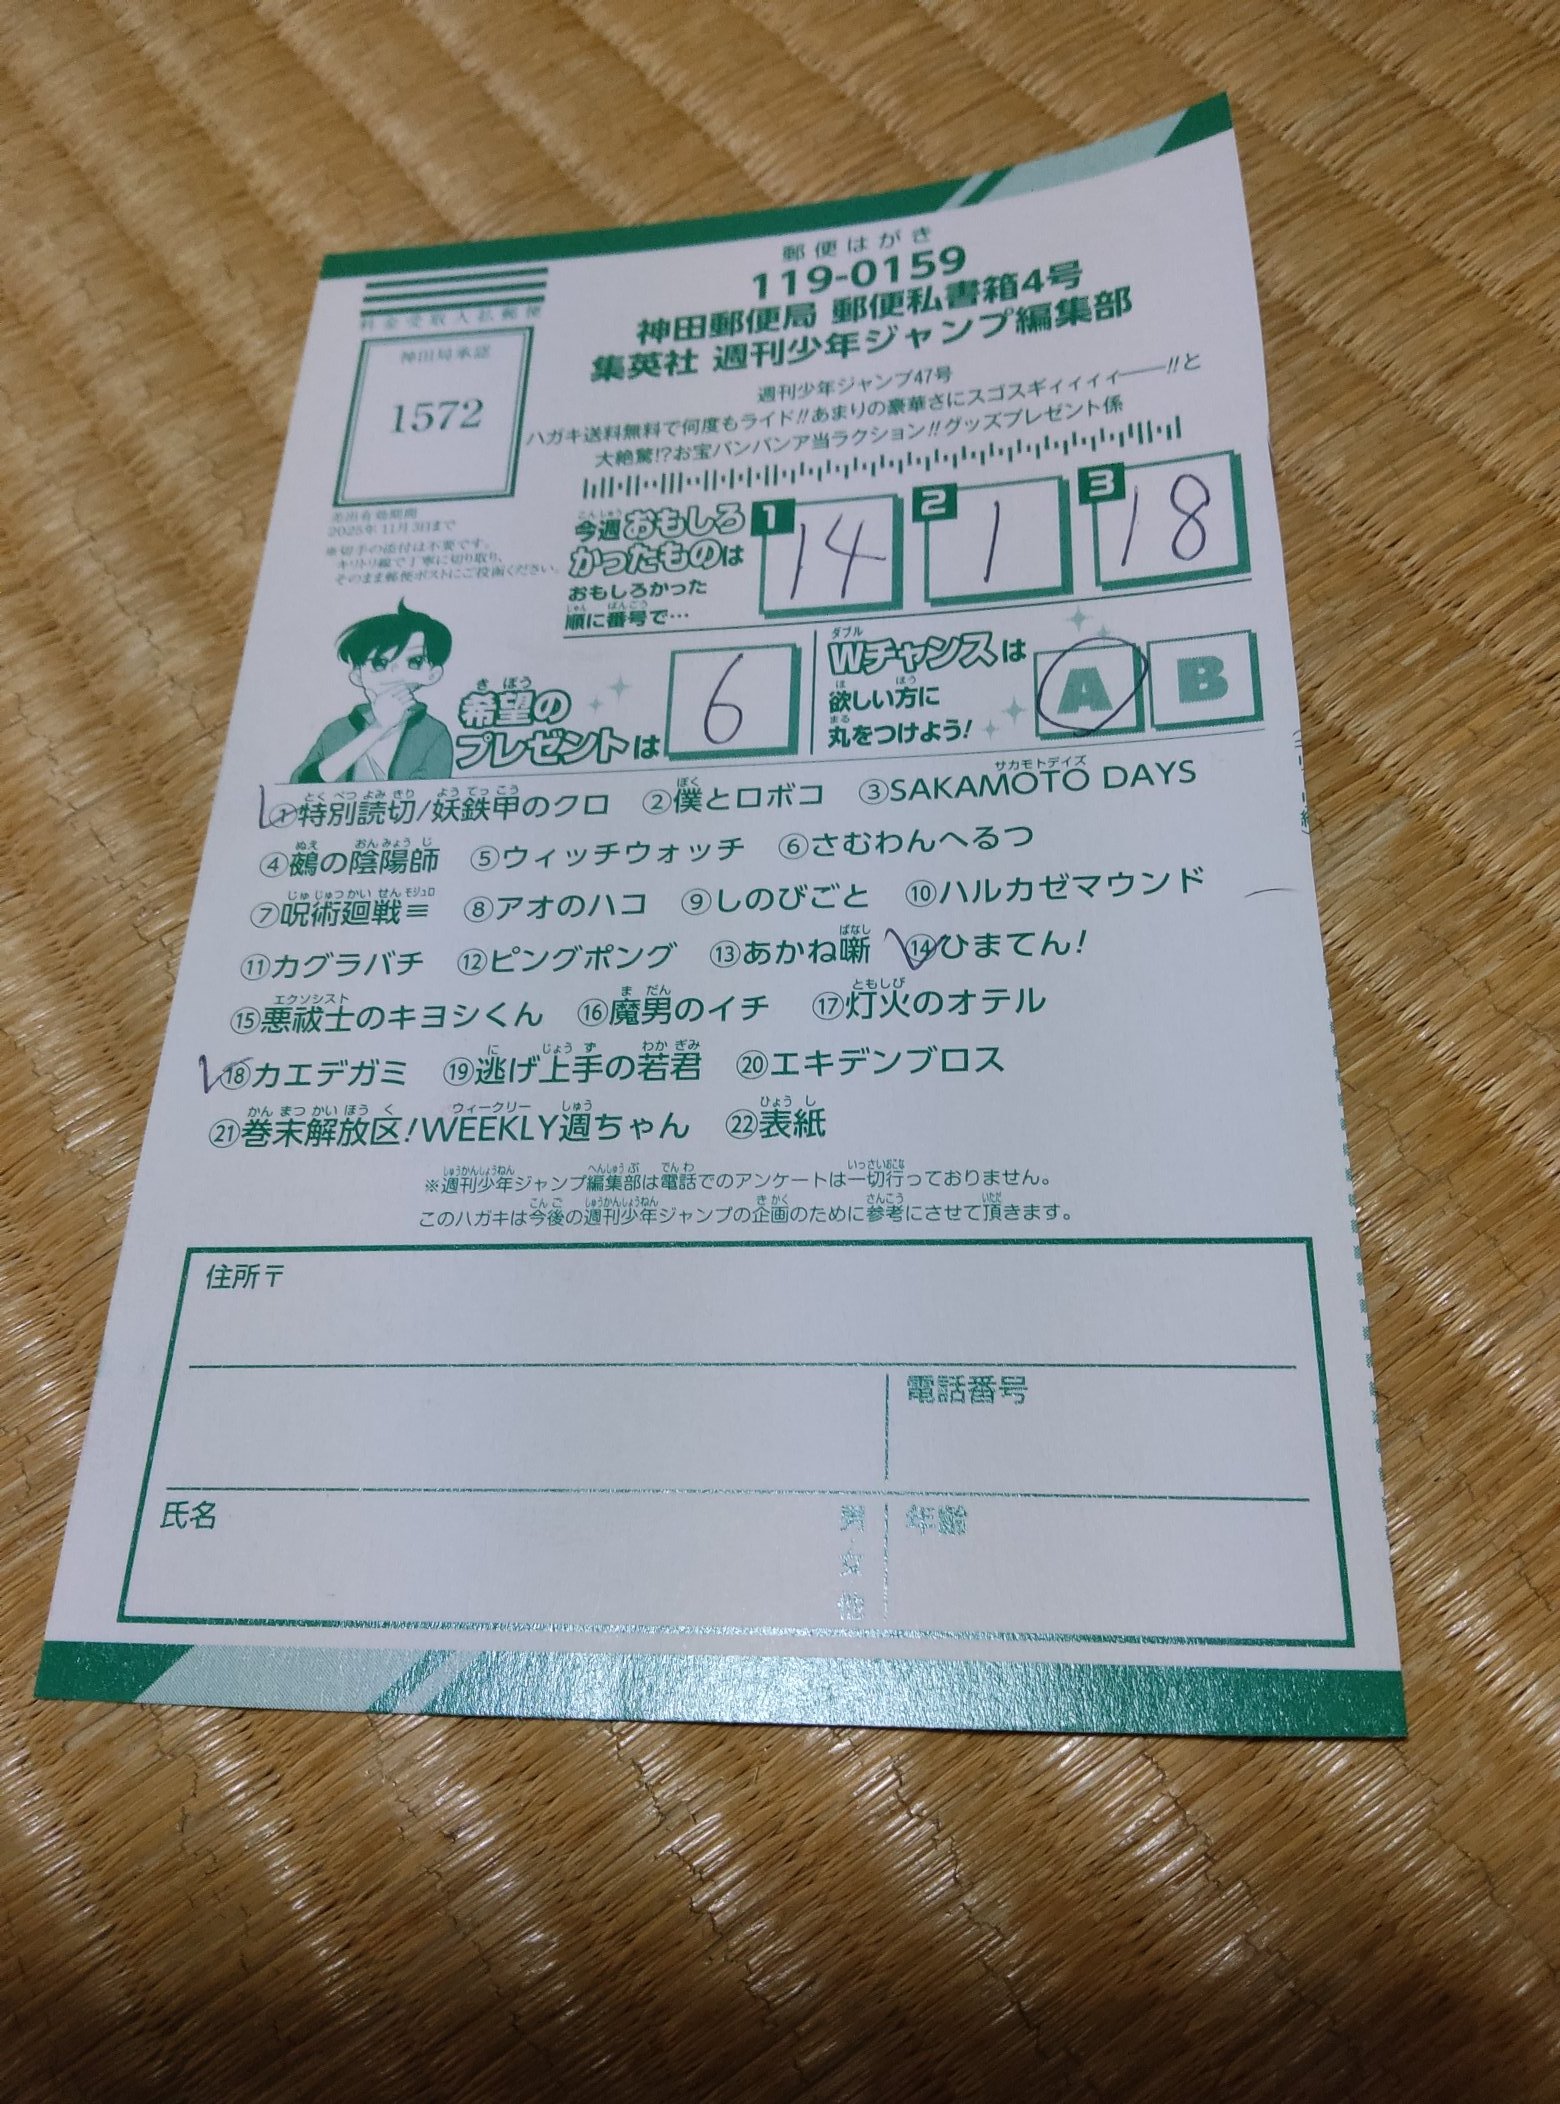 郵便はがき
119-0159
神田郵便局 郵便私書箱4号
集英社 週刊少年ジャンプ編集部
料金受取人払郵便
神田局承認
1572
差出有効期間
2025年11月3日まで
※切手の添付は不要です。
キリトリ線で丁寧に切り取り、
そのまま郵便ポストにご投函ください。
週刊少年ジャンプ47号
ハガキ送料無料で何度もライド!!あまりの豪華さにスゴスギィィィィ――!!と
大絶驚!?お宝バンバンア当ラクション!!グッズプレゼント係
今週おもしろ
かったものは
おもしろかった
順に番号で…
1 14 2 1 3 18
希望の
プレゼントは
6
Wチャンスは
欲しい方に
丸をつけよう!
A B
①特別読切/妖鉄甲のクロ ②僕とロボコ ③SAKAMOTO DAYS
④鵺の陰陽師 ⑤ウィッチウォッチ ⑥さむわんへるつ
⑦呪術廻戦≡ ⑧アオのハコ ⑨しのびごと ⑩ハルカゼマウンド
⑪カグラバチ ⑫ピングポング ⑬あかね噺 ⑭ひまてん!
⑮悪祓士のキヨシくん ⑯魔男のイチ ⑰灯火のオテル
⑱カエデガミ ⑲逃げ上手の若君 ⑳エキデンブロス
㉑巻末解放区!WEEKLY週ちゃん ㉒表紙
※週刊少年ジャンプ編集部は電話でのアンケートは一切行っておりません。
このハガキは今後の週刊少年ジャンプの企画のために参考にさせて頂きます。
住所〒
電話番号
氏名
男
女
他
年齢